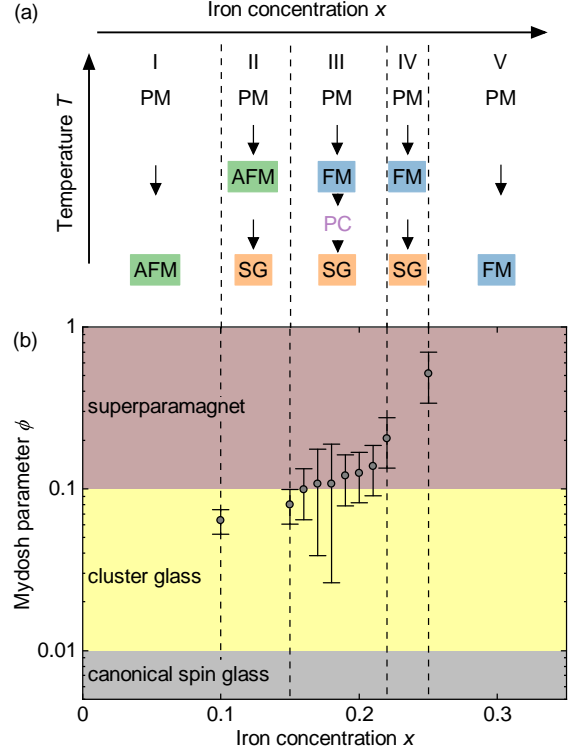 (a)
Iron concentration x
Temperature T
I II III IV V
PM PM PM PM PM
AFM FM FM
PC
AFM SG SG SG FM
(b)
Mydosh parameter ϕ
1
superparamagnet
0.1
cluster glass
0.01
canonical spin glass
0 0.1 0.2 0.3
Iron concentration x